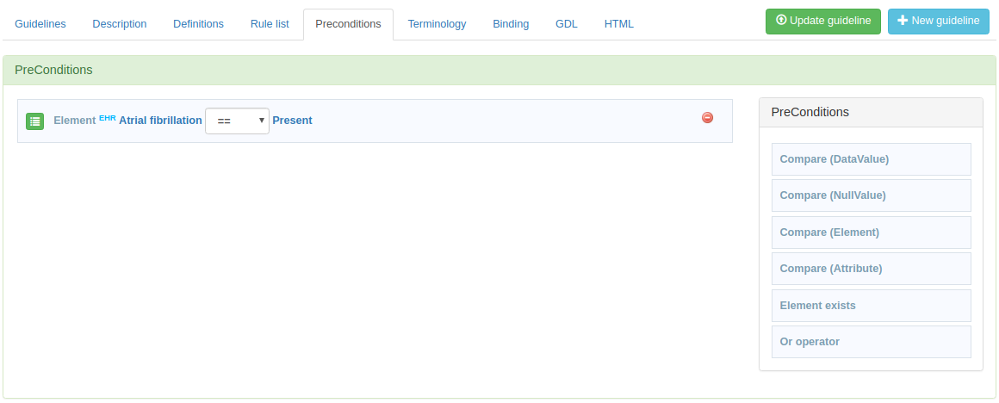 Guidelines Description Definitions Rule list Preconditions Terminology Binding GDL HTML Update guideline New guideline
PreConditions
Element EHR Atrial fibrillation == Present
PreConditions
Compare (DataValue)
Compare (NullValue)
Compare (Element)
Compare (Attribute)
Element exists
Or operator